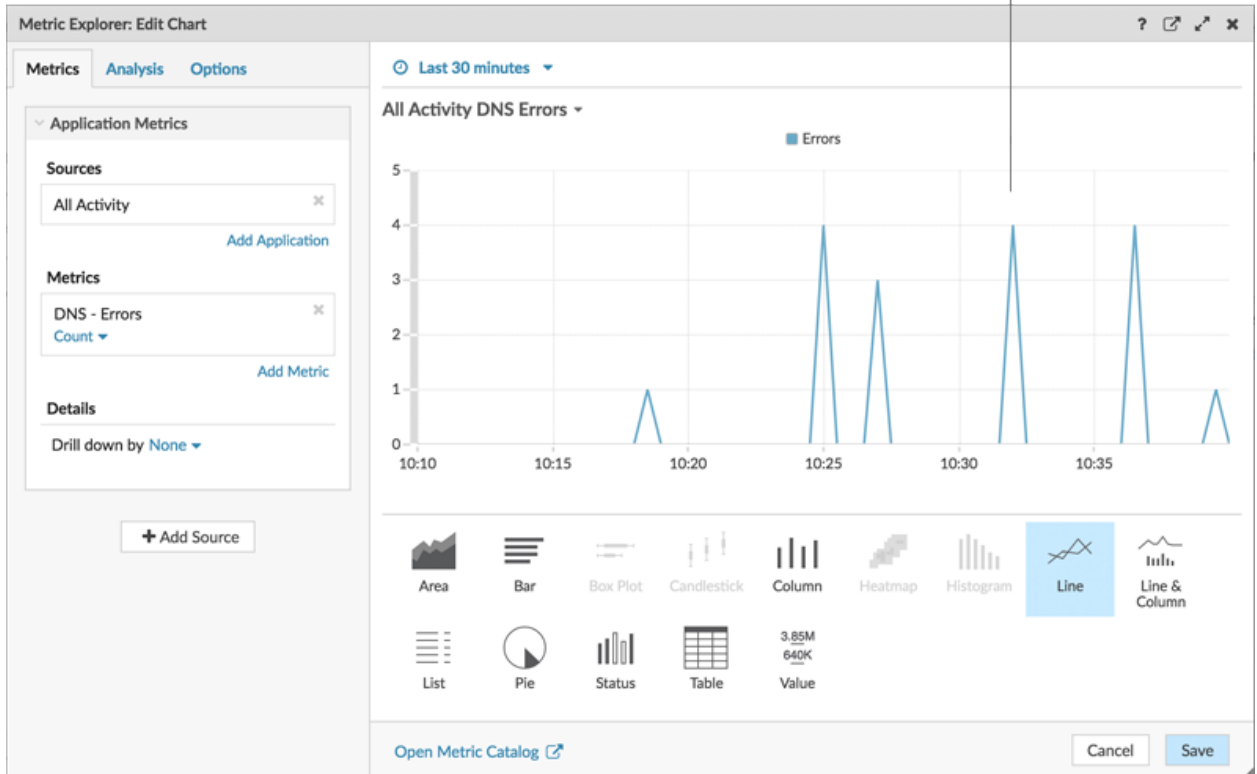 Metric Explorer: Edit Chart ?
Metrics Analysis Options
Application Metrics
Sources
All Activity
Add Application
Metrics
DNS - Errors
Count
Add Metric
Details
Drill down by None
+ Add Source
Last 30 minutes
All Activity DNS Errors
Errors
5
4
3
2
1
0
10:10 10:15 10:20 10:25 10:30 10:35
Area Bar Box Plot Candlestick Column Heatmap Histogram Line Line &
Column
3.85M
640K
List Pie Status Table Value
Open Metric Catalog
Cancel Save